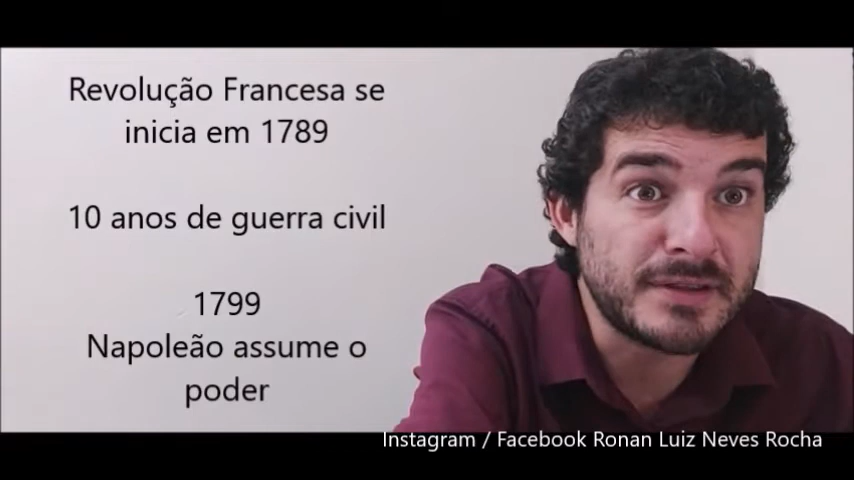 Revolução Francesa se
inicia em 1789
10 anos de guerra civil
1799
Napoleão assume o
poder
Instagram / Facebook Ronan Luiz Neves Rocha